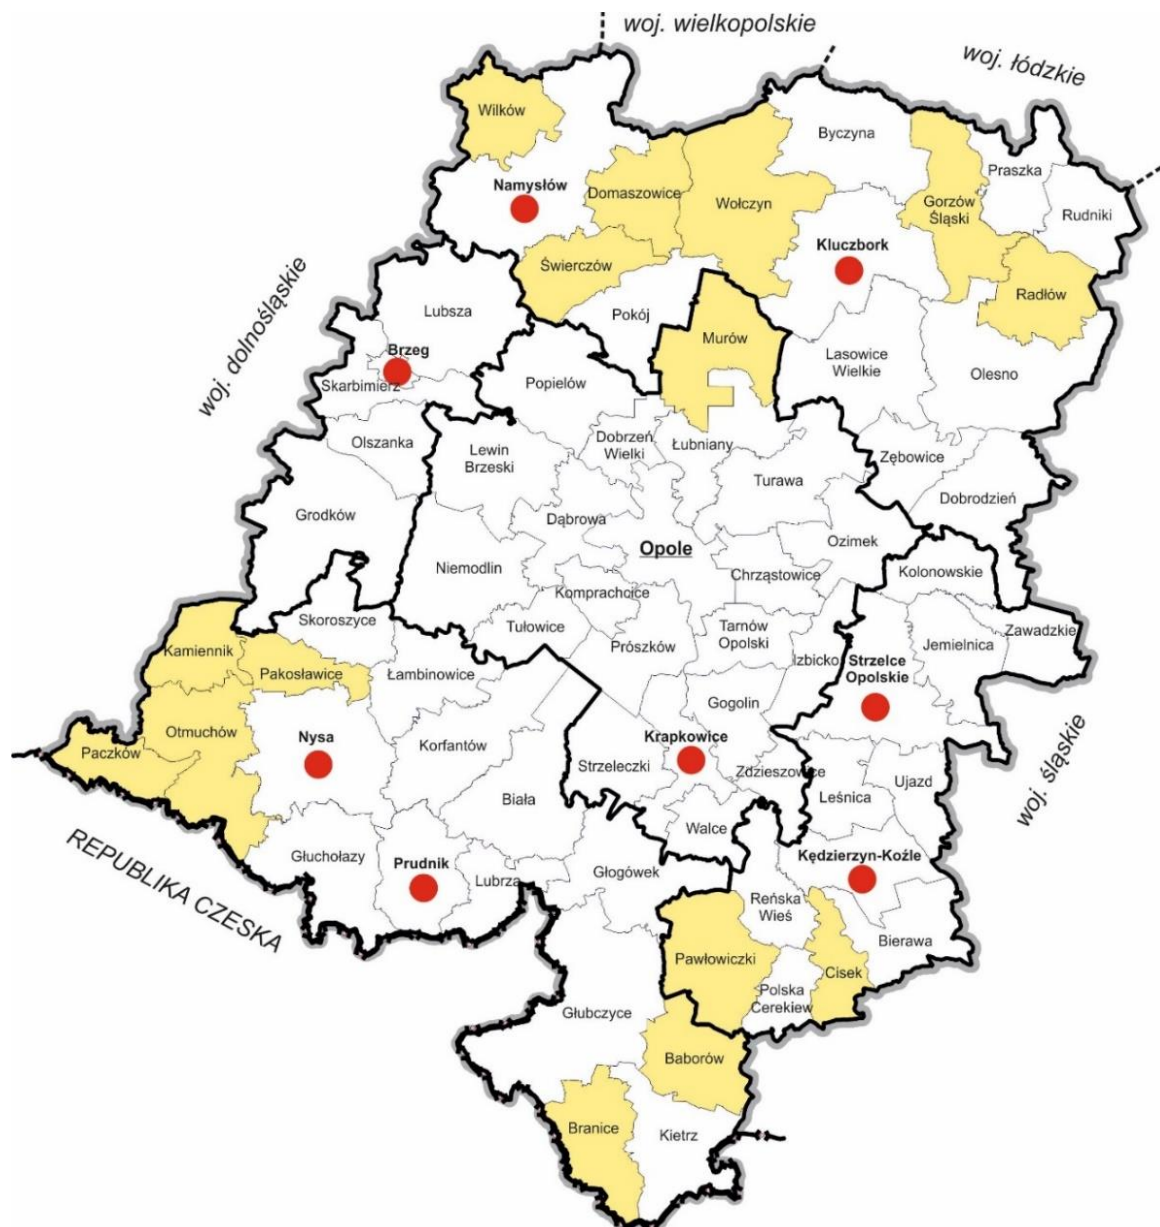 woj. wielkopolskie
woj. łódzkie
Wilków
Byczyna
Praszka
Namysłów
Domaszowice
Wołczyn
Gorzów
Śląski
Rudniki
Kluczbork
Świerczów
Radłów
Lubsza
Pokój
woj. dolnośląskie
Murów
Brzeg
Lasowice
Wielkie
Olesno
Skarbimierz
Popielów
Olszanka
Lewin
Brzeski
Dobrzeń
Wielki
Łubniany
Zębowice
Turawa
Dobrodzień
Grodków
Dąbrowa
Ozimek
Opole
Niemodlin
Chrząstowice
Kolonowskie
Komprachcice
Skoroszyce
Tułowice
Tarnów
Opolski
Zawadzkie
Kamiennik
Prószków
Jemielnica
Pakosławice
Łambinowice
Izbicko
Strzelce
Opolskie
Gogolin
Otmuchów
Nysa
Korfantów
Krapkowice
Paczków
Strzeleczki
Zdzieszowice
Ujazd
woj. śląskie
Biała
Leśnica
Walce
Głuchołazy
Prudnik
Lubrza
Głogówek
Kędzierzyn-Koźle
REPUBLIKA CZESKA
Reńska
Wieś
Bierawa
Pawłowiczki
Cisek
Polska
Cerekiew
Głubczyce
Baborów
Branice
Kietrz